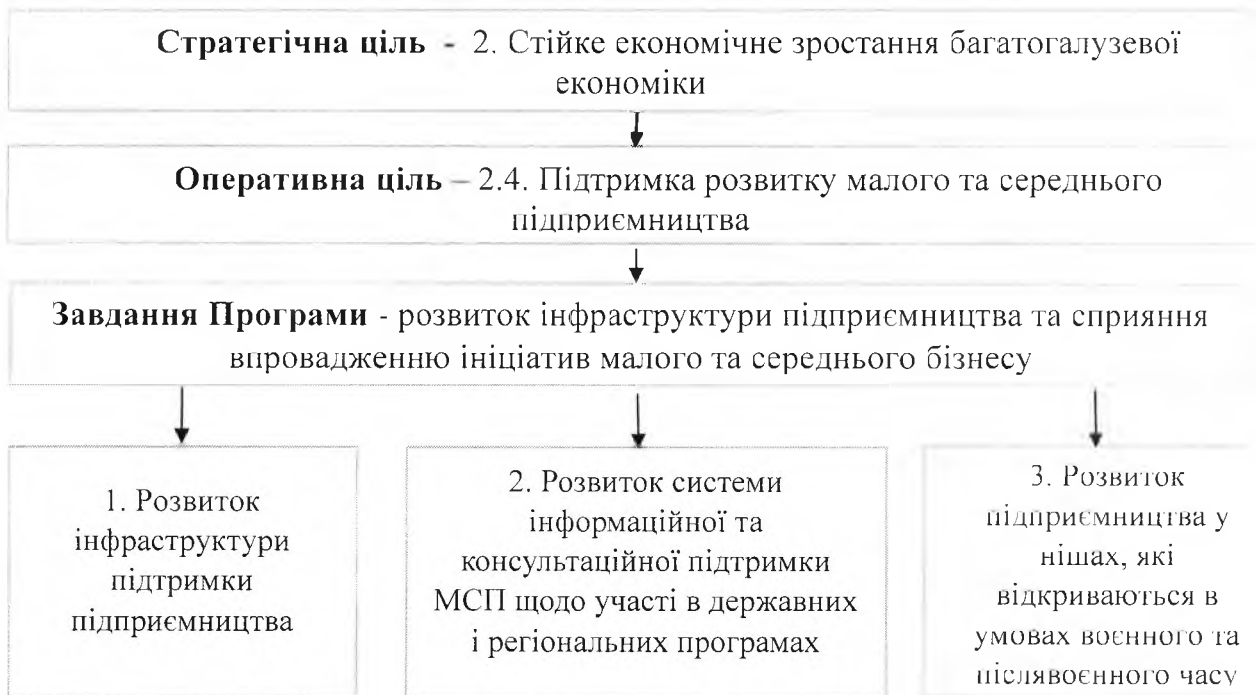 Стратегічна ціль - 2. Стійке економічне зростання багатогалузевої
економіки
Оперативна ціль – 2.4. Підтримка розвитку малого та середнього
підприємництва
Завдання Програми - розвиток інфраструктури підприємництва та сприяння
впровадженню ініціатив малого та середнього бізнесу
1. Розвиток
інфраструктури
підтримки
підприємництва
2. Розвиток системи
інформаційної та
консультаційної підтримки
МСП щодо участі в державних
і регіональних програмах
3. Розвиток
підприємництва у
нішах, які
відкриваються в
умовах воєнного та
післявоєнного часу